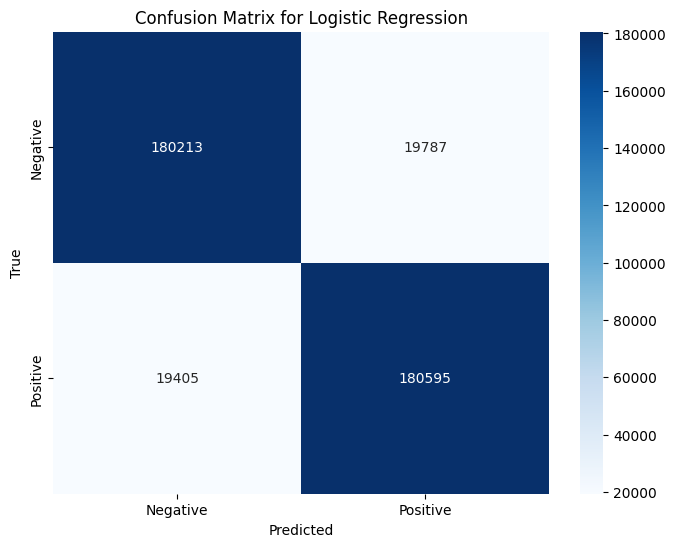 Confusion Matrix for Logistic Regression
180000
160000
140000
120000
100000
80000
60000
40000
20000
True
Negative
Positive
180213 19787
19405 180595
Negative Positive
Predicted